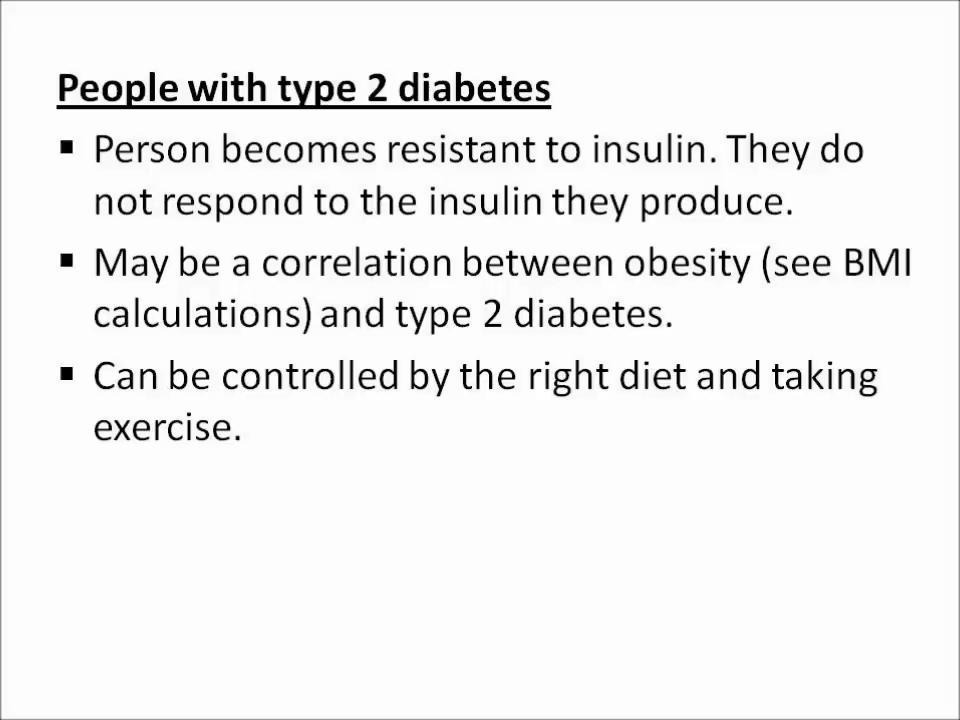 People with type 2 diabetes
▪ Person becomes resistant to insulin. They do
not respond to the insulin they produce.
▪ May be a correlation between obesity (see BMI
calculations) and type 2 diabetes.
▪ Can be controlled by the right diet and taking
exercise.